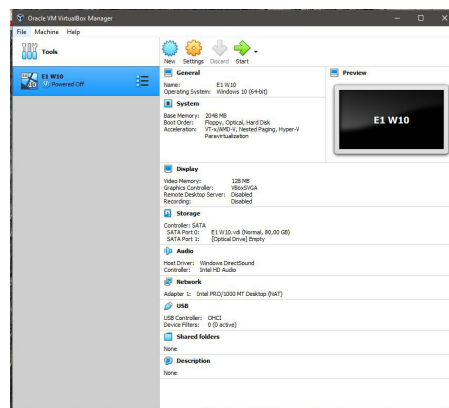 Oracle VM VirtualBox Manager
File Machine Help
Tools
New Settings Discard Start
E1 W10
Powered Off
General
Name: E1 W10
Operating System: Windows 10 (64-bit)
System
Base Memory: 2048 MB
Boot Order: Floppy, Optical, Hard Disk
Acceleration: VT-x/AMD-V, Nested Paging, Hyper-V
Paravirtualization
Preview
E1 W10
Display
Video Memory: 128 MB
Graphics Controller: VBoxSVGA
Remote Desktop Server: Disabled
Recording: Disabled
Storage
Controller: SATA
SATA Port 0: E1 W10.vdi (Normal, 80,00 GB)
SATA Port 1: [Optical Drive] Empty
Audio
Host Driver: Windows DirectSound
Controller: Intel HD Audio
Network
Adapter 1: Intel PRO/1000 MT Desktop (NAT)
USB
USB Controller: OHCI
Device Filters: 0 (0 active)
Shared folders
None
Description
None